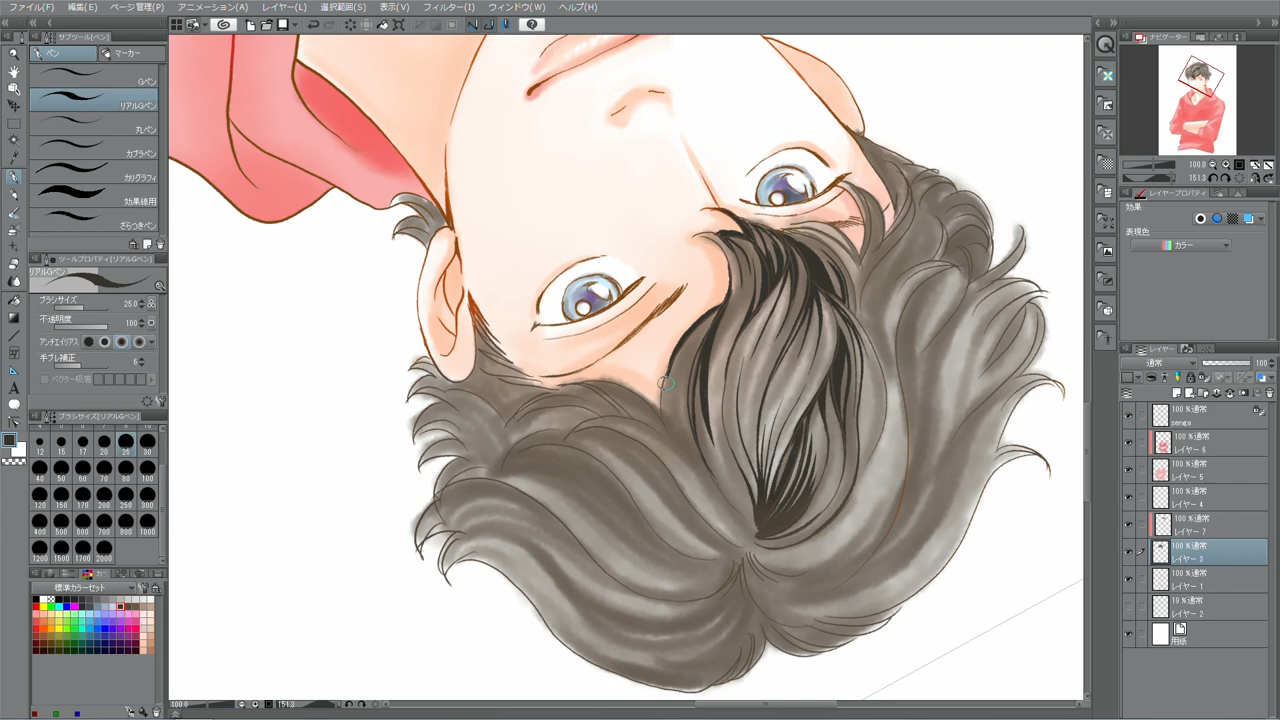 ファイル(F) 編集(E) ページ管理(P) アニメーション(A) レイヤー(L) 選択範囲(S) 表示(V) フィルター(I) ウィンドウ(W) ヘルプ(H)
サブツール[ペン]
ペン
マーカー
Gペン
リアルGペン
丸ペン
カブラペン
カリグラフィ
効果線用
ざらつきペン
ツールプロパティ[リアルGペン]
リアルGペン
ブラシサイズ 25.0
不透明度 100
アンチエイリアス
手ブレ補正 6
ベクター吸着
ブラシサイズ[リアルGペン]
12 15 17 20 25 30
40 50 60 70 80 100
120 150 170 200 250 300
400 500 600 700 800 1000
1200 1500 1700 2000
標準カラーセット
100.0 151.3
ナビゲーター
100.0
151.3
レイヤープロパティ
効果
表現色
カラー
レイヤー
通常 100
100 %通常
senga
100 %通常
レイヤー 6
100 %通常
レイヤー 5
100 %通常
レイヤー 4
100 %通常
レイヤー 7
100 %通常
レイヤー 3
100 %通常
レイヤー 1
19 %通常
レイヤー 2
用紙